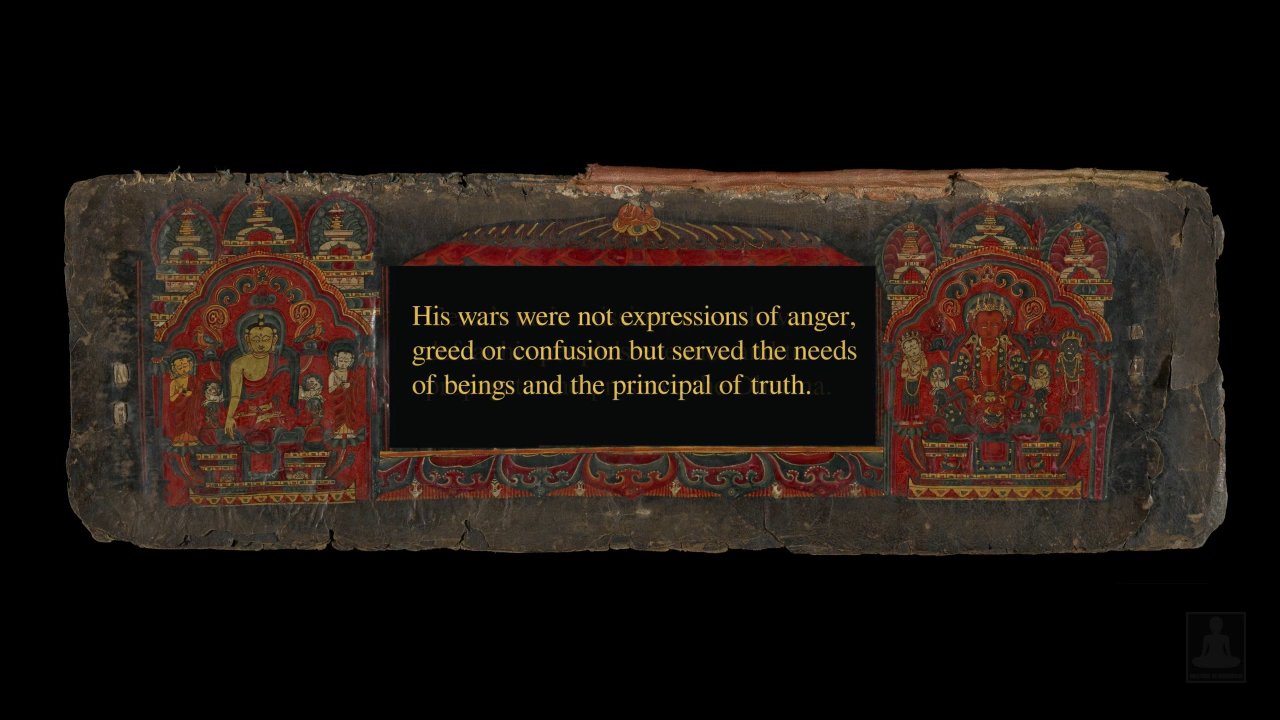 His wars were not expressions of anger,
greed or confusion but served the needs
of beings and the principal of truth.